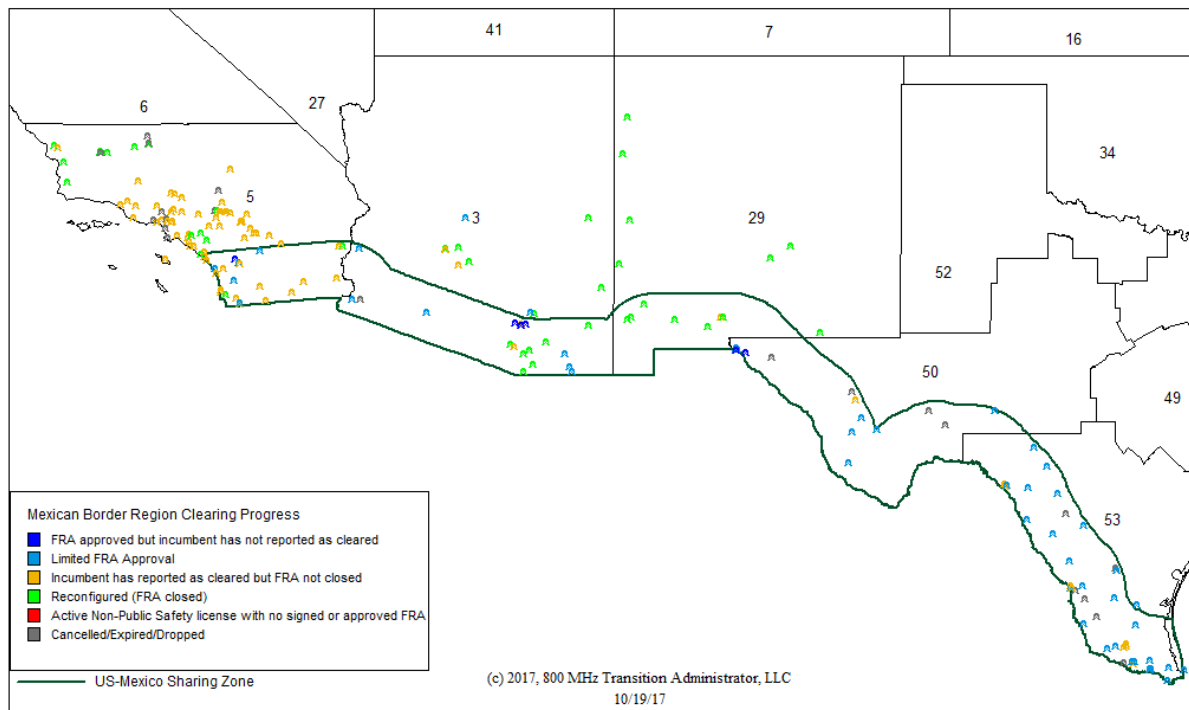 41
7
16
6
27
34
5
3
29
52
50
49
53
Mexican Border Region Clearing Progress
FRA approved but incumbent has not reported as cleared
Limited FRA Approval
Incumbent has reported as cleared but FRA not closed
Reconfigured (FRA closed)
Active Non-Public Safety license with no signed or approved FRA
Cancelled/Expired/Dropped
US-Mexico Sharing Zone
(c) 2017, 800 MHz Transition Administrator, LLC
10/19/17